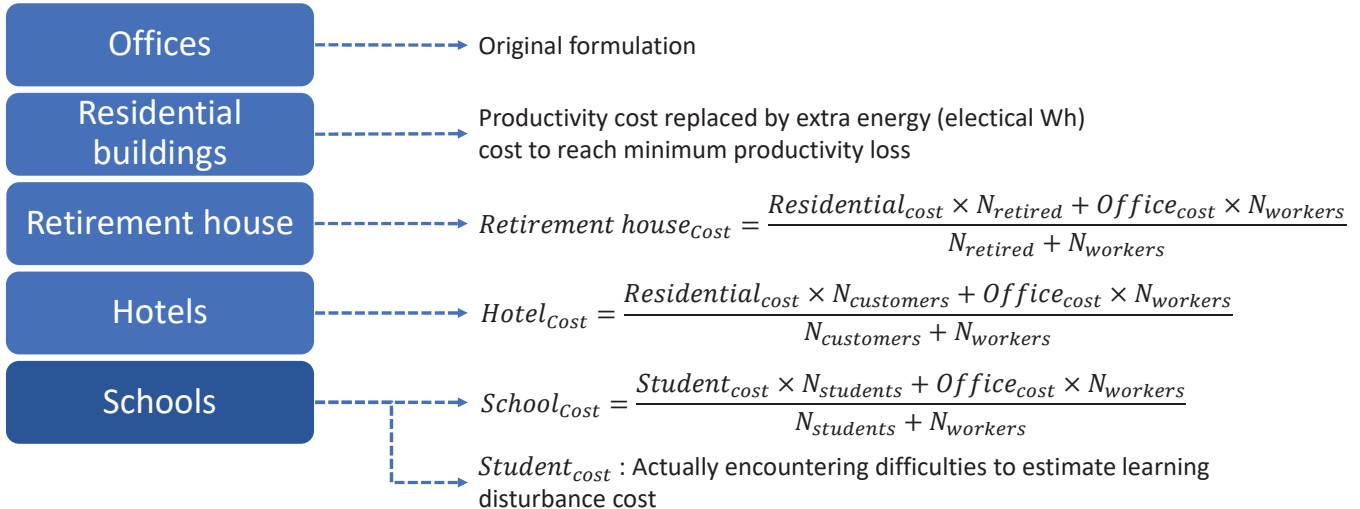 Offices
Original formulation
Residential
buildings
Productivity cost replaced by extra energy (electical Wh)
cost to reach minimum productivity loss
Retirement house
Retirement house_Cost = (Residential_cost × N_retired + Office_cost × N_workers) / (N_retired + N_workers)
Hotels
Hotel_Cost = (Residential_cost × N_customers + Office_cost × N_workers) / (N_customers + N_workers)
Schools
School_Cost = (Student_cost × N_students + Office_cost × N_workers) / (N_students + N_workers)
Student_cost : Actually encountering difficulties to estimate learning
disturbance cost